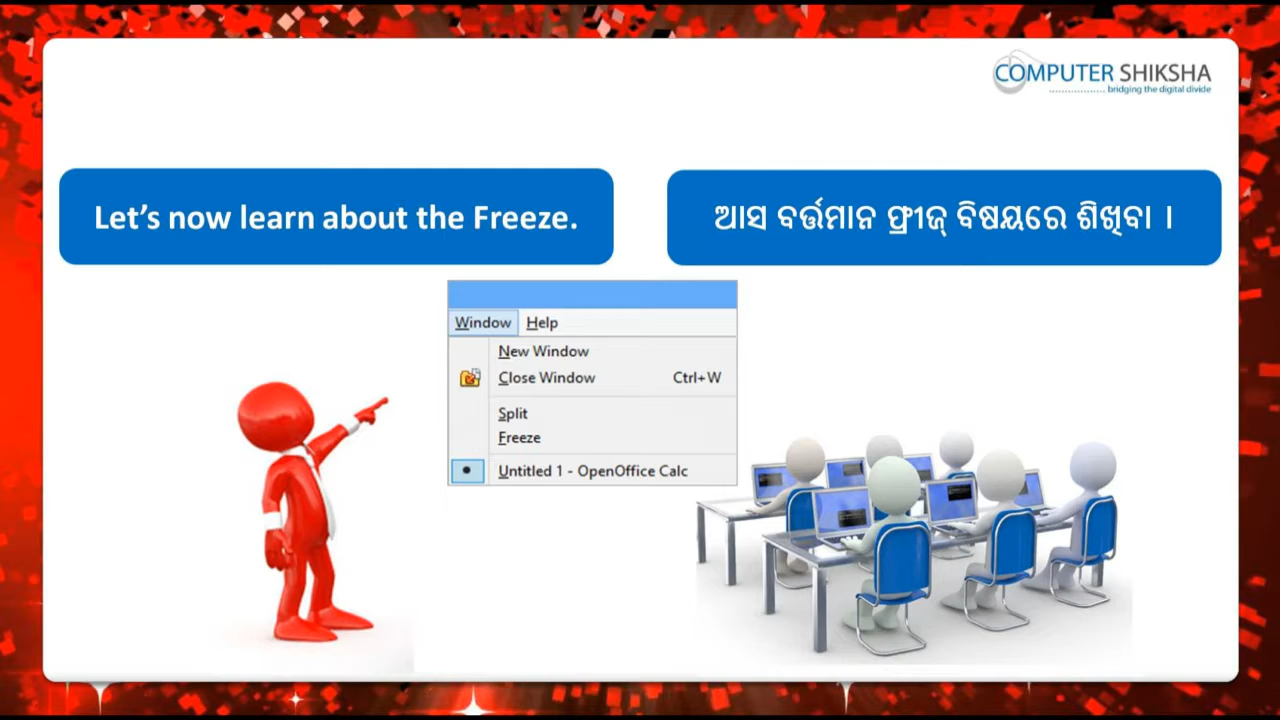 COMPUTER SHIKSHA
bridging the digital divide
Let's now learn about the Freeze.
ଆସ ବର୍ତ୍ତମାନ ଫ୍ରୀଜ୍ ବିଷୟରେ ଶିଖିବା ।
Window Help
New Window
Close Window Ctrl+W
Split
Freeze
Untitled 1 - OpenOffice Calc